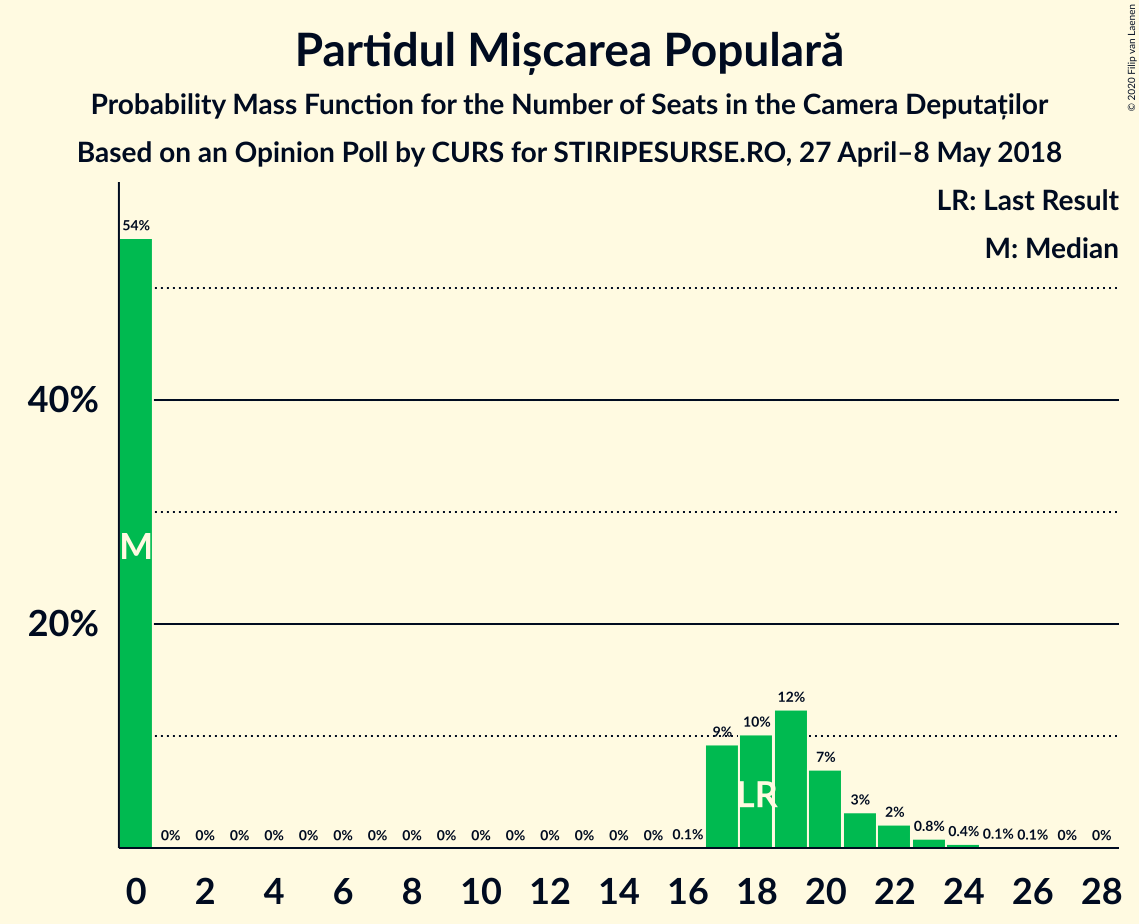 Partidul Mișcarea Populară
Probability Mass Function for the Number of Seats in the Camera Deputaților
Based on an Opinion Poll by CURS for STIRIPESURSE.RO, 27 April–8 May 2018
© 2020 Filip van Laenen
LR: Last Result
M: Median
54%
40%
M
20%
12%
9% 10%
7%
LR
3%
2%
0% 0% 0% 0% 0% 0% 0% 0% 0% 0% 0% 0% 0% 0% 0% 0.1% 0.8% 0.4% 0.1% 0.1% 0% 0%
0 2 4 6 8 10 12 14 16 18 20 22 24 26 28